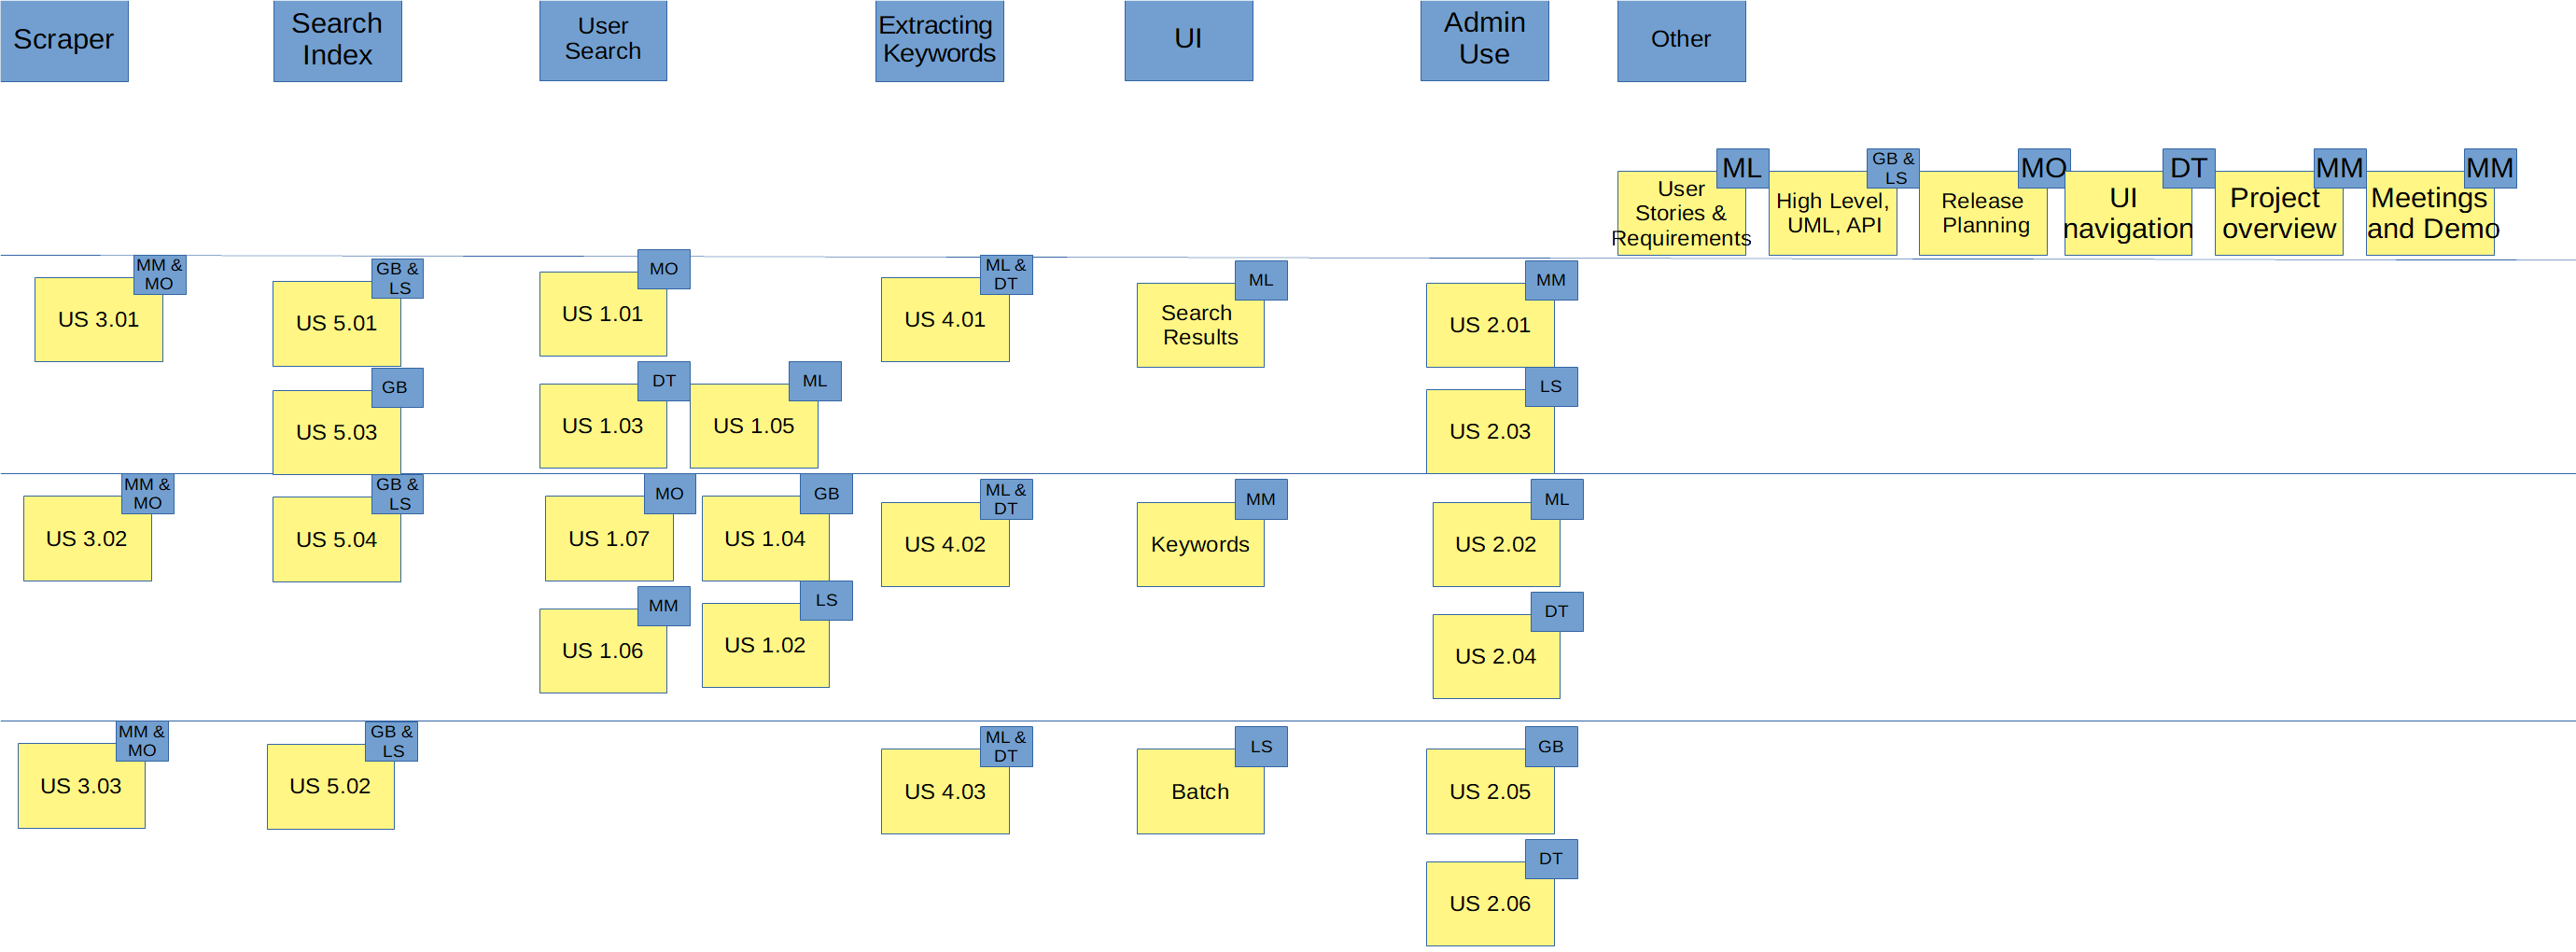 Scraper
Search
Index
User
Search
Extracting
Keywords
UI
Admin
Use
Other
ML
User
Stories &
Requirements
GB &
LS
High Level,
UML, API
MO
Release
Planning
DT
UI
navigation
MM
Project
overview
MM
Meetings
and Demo
MM &
MO
US 3.01
GB &
LS
US 5.01
MO
US 1.01
ML &
DT
US 4.01
ML
Search
Results
MM
US 2.01
GB
US 5.03
DT
US 1.03
ML
US 1.05
LS
US 2.03
MM &
MO
US 3.02
GB &
LS
US 5.04
MO
US 1.07
GB
US 1.04
ML &
DT
US 4.02
MM
Keywords
ML
US 2.02
MM
US 1.06
LS
US 1.02
DT
US 2.04
MM &
MO
US 3.03
GB &
LS
US 5.02
ML &
DT
US 4.03
LS
Batch
GB
US 2.05
DT
US 2.06